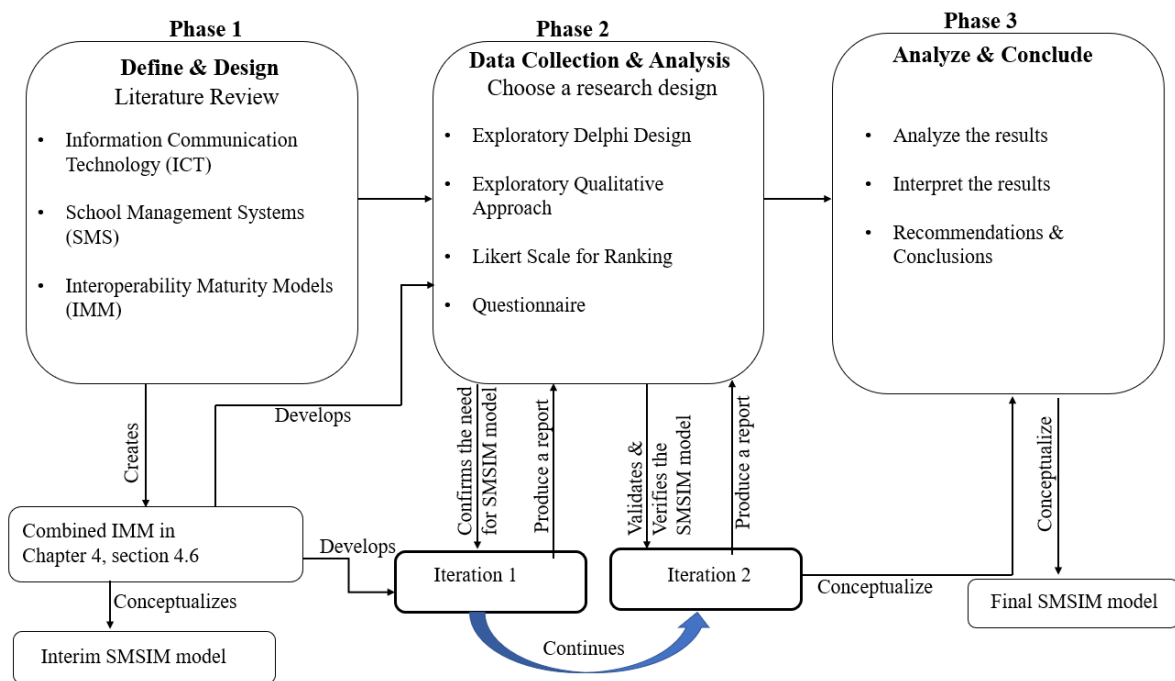 Phase 1
Define & Design
Literature Review
• Information Communication
Technology (ICT)
• School Management Systems
(SMS)
• Interoperability Maturity Models
(IMM)
Phase 2
Data Collection & Analysis
Choose a research design
• Exploratory Delphi Design
• Exploratory Qualitative
Approach
• Likert Scale for Ranking
• Questionnaire
Phase 3
Analyze & Conclude
• Analyze the results
• Interpret the results
• Recommendations &
Conclusions
Creates
Develops
Confirms the need
for SMSIM model
Produce a report
Validates &
Verifies the
SMSIM model
Produce a report
Conceptualize
Combined IMM in
Chapter 4, section 4.6
Develops
Iteration 1
Iteration 2
Conceptualize
Final SMSIM model
Conceptualizes
Interim SMSIM model
Continues